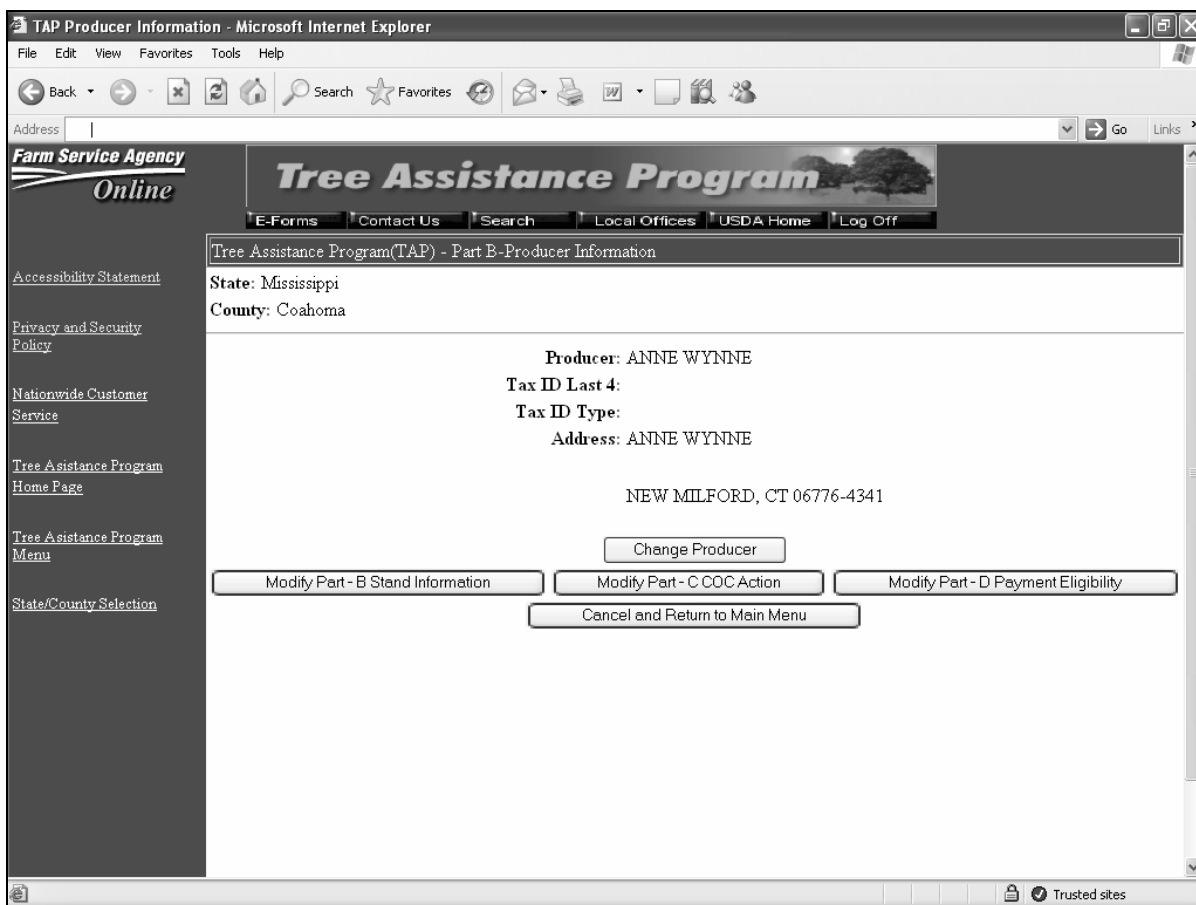 TAP Producer Information - Microsoft Internet Explorer
File Edit View Favorites Tools Help
Back Search Favorites
Address Go Links
Farm Service Agency
Online
Tree Assistance Program
E-Forms Contact Us Search Local Offices USDA Home Log Off
Tree Assistance Program(TAP) - Part B-Producer Information
State: Mississippi
County: Coahoma
Accessibility Statement
Privacy and Security
Policy
Nationwide Customer
Service
Tree Asistance Program
Home Page
Tree Asistance Program
Menu
State/County Selection
Producer: ANNE WYNNE
Tax ID Last 4:
Tax ID Type:
Address: ANNE WYNNE
NEW MILFORD, CT 06776-4341
Change Producer
Modify Part - B Stand Information Modify Part - C COC Action Modify Part - D Payment Eligibility
Cancel and Return to Main Menu
Trusted sites